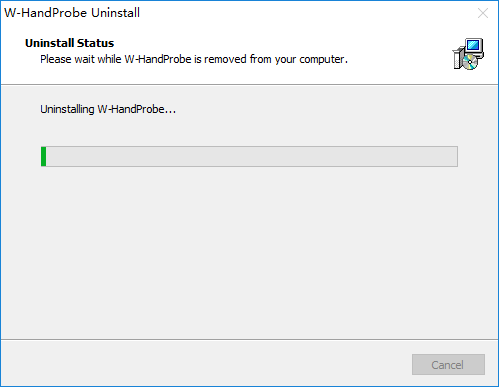 W-HandProbe Uninstall
Uninstall Status
Please wait while W-HandProbe is removed from your computer.
Uninstalling W-HandProbe...
Cancel